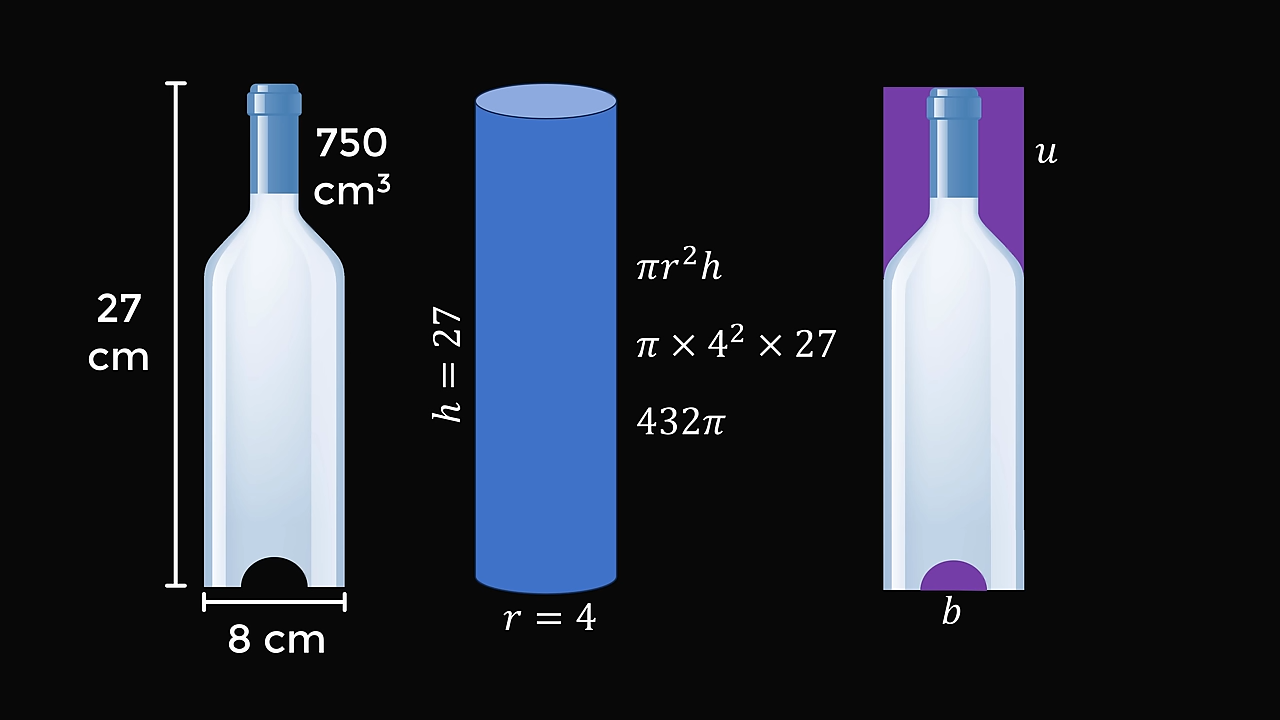 750
cm³
27
cm
8 cm
h = 27
r = 4
πr²h
π × 4² × 27
432π
u
b